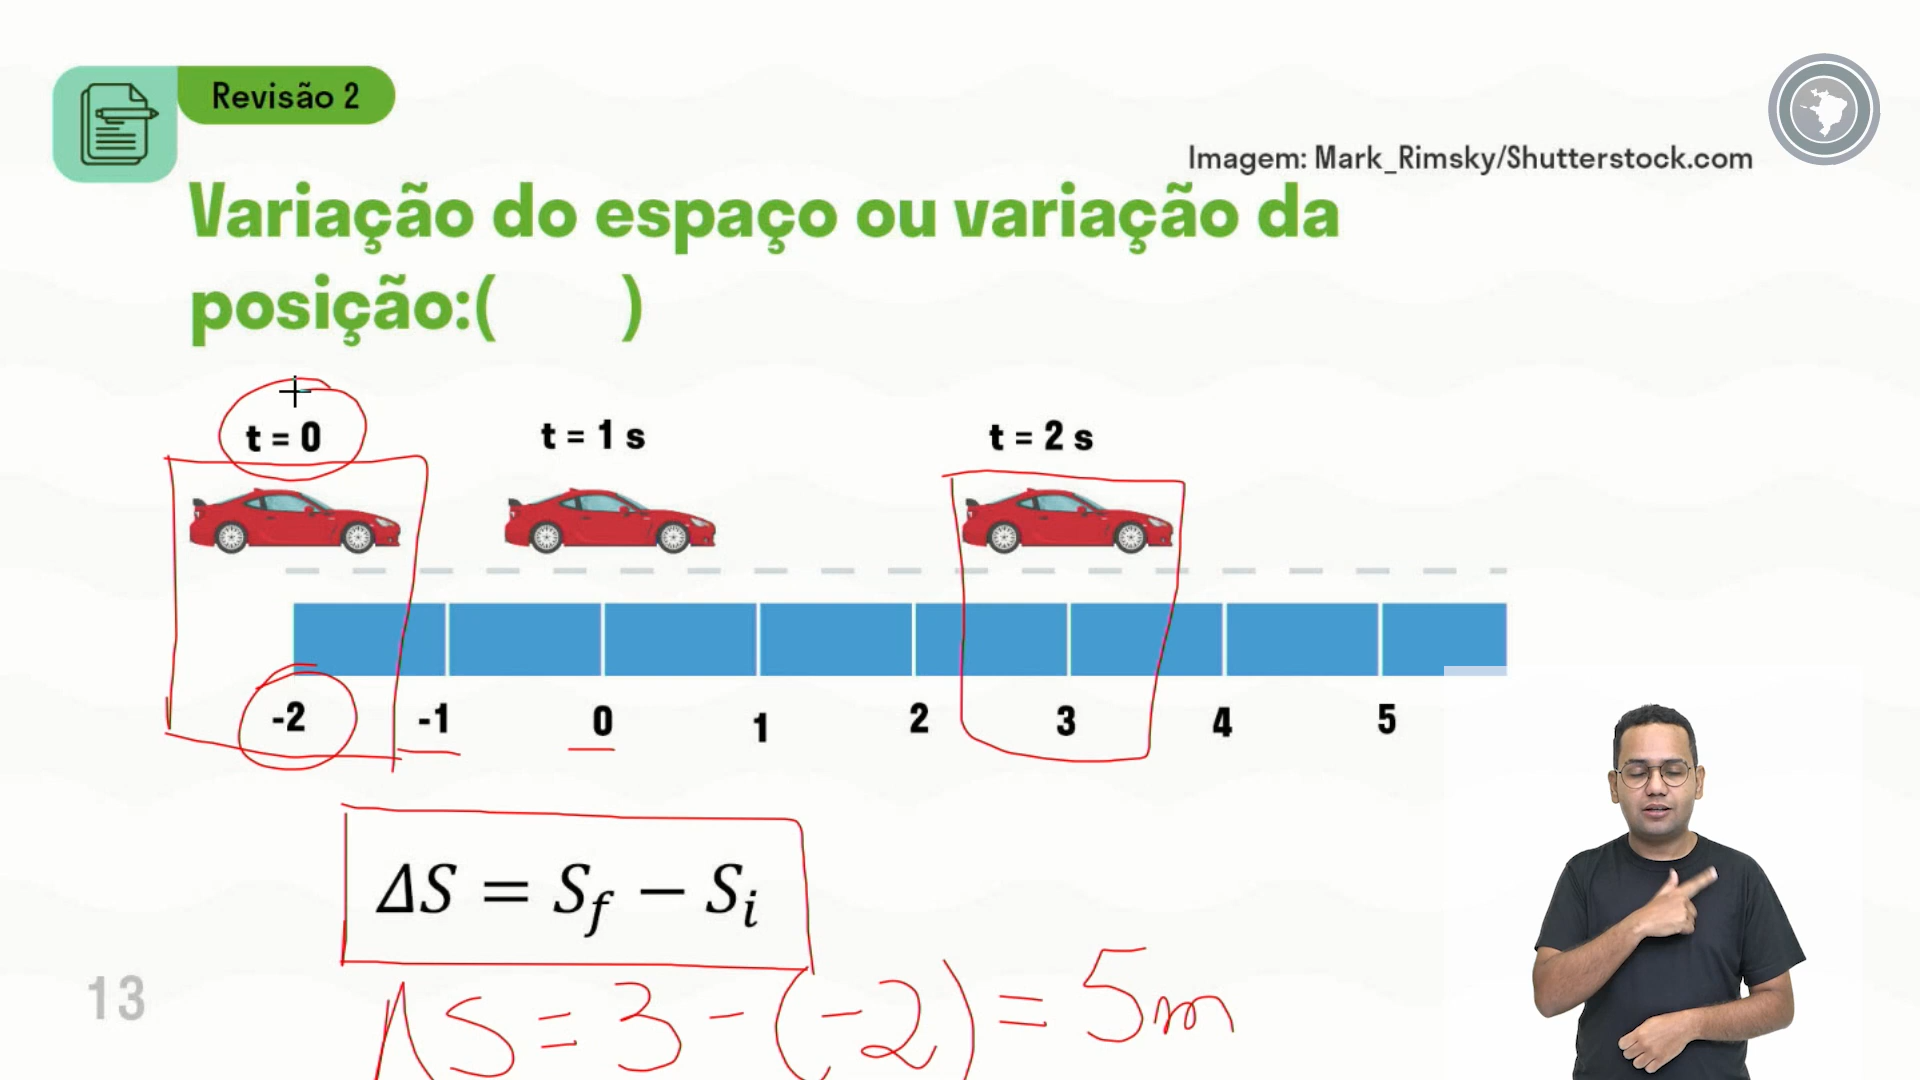 Revisão 2
Imagem: Mark_Rimsky/Shutterstock.com
Variação do espaço ou variação da
posição:( )
t = 0 t = 1 s t = 2 s
-2 -1 0 1 2 3 4 5
ΔS = Sf − Si
ΔS = 3 - (-2) = 5m
13